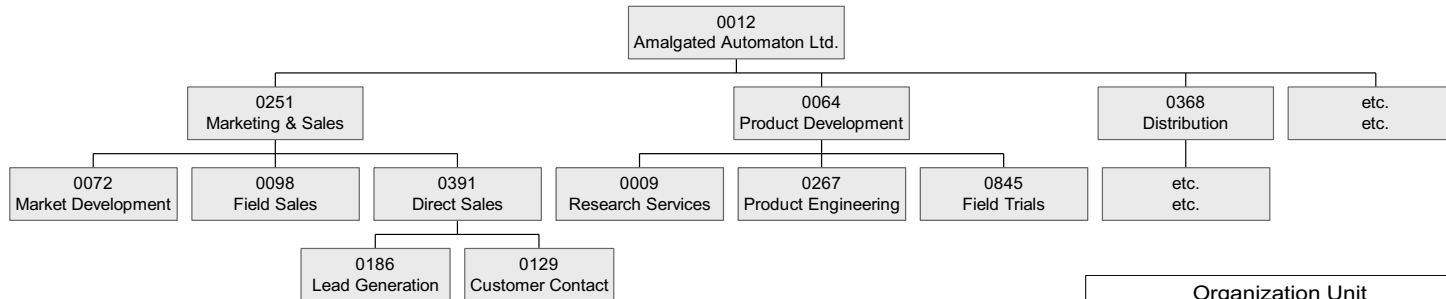 0012
Amalgated Automaton Ltd.
0251
Marketing & Sales
0064
Product Development
0368
Distribution
etc.
etc.
0072
Market Development
0098
Field Sales
0391
Direct Sales
0009
Research Services
0267
Product Engineering
0845
Field Trials
etc.
etc.
0186
Lead Generation
0129
Customer Contact
Organization Unit